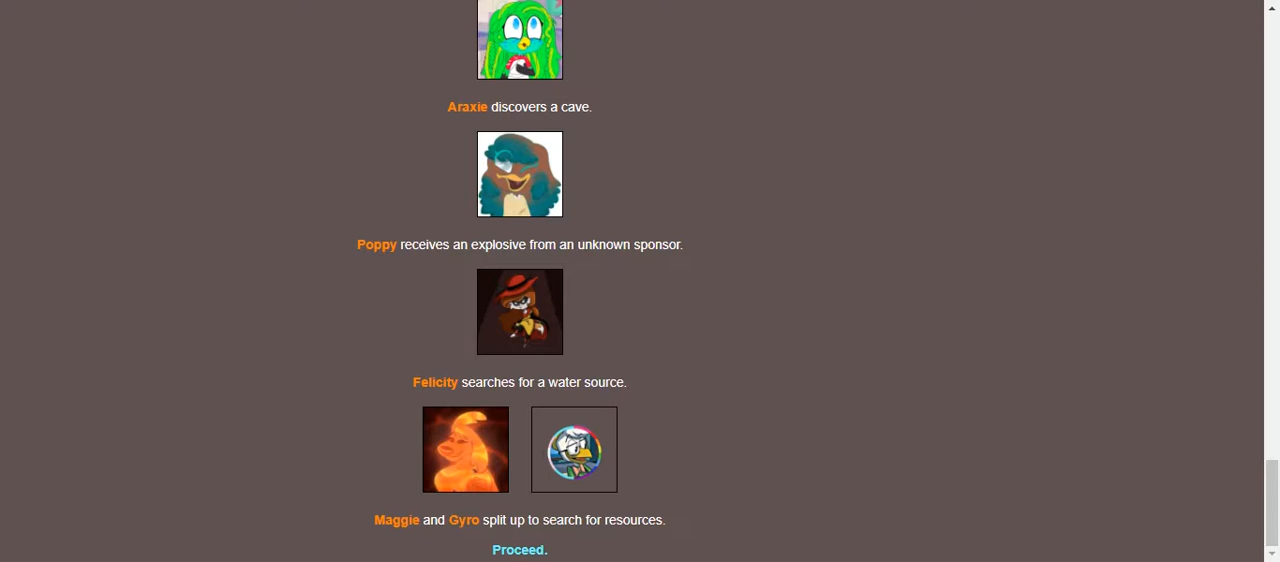 Araxie discovers a cave.
Poppy receives an explosive from an unknown sponsor.
Felicity searches for a water source.
Maggie and Gyro split up to search for resources.
Proceed.